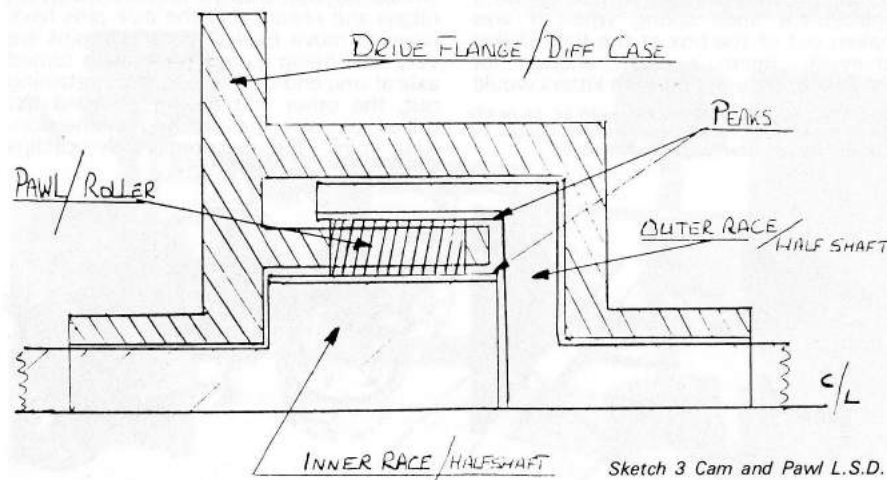 DRIVE FLANGE / DIFF CASE
PEAKS
PAWL / ROLLER
OUTER RACE / HALF SHAFT
C/L
INNER RACE / HALFSHAFT
Sketch 3 Cam and Pawl L.S.D.